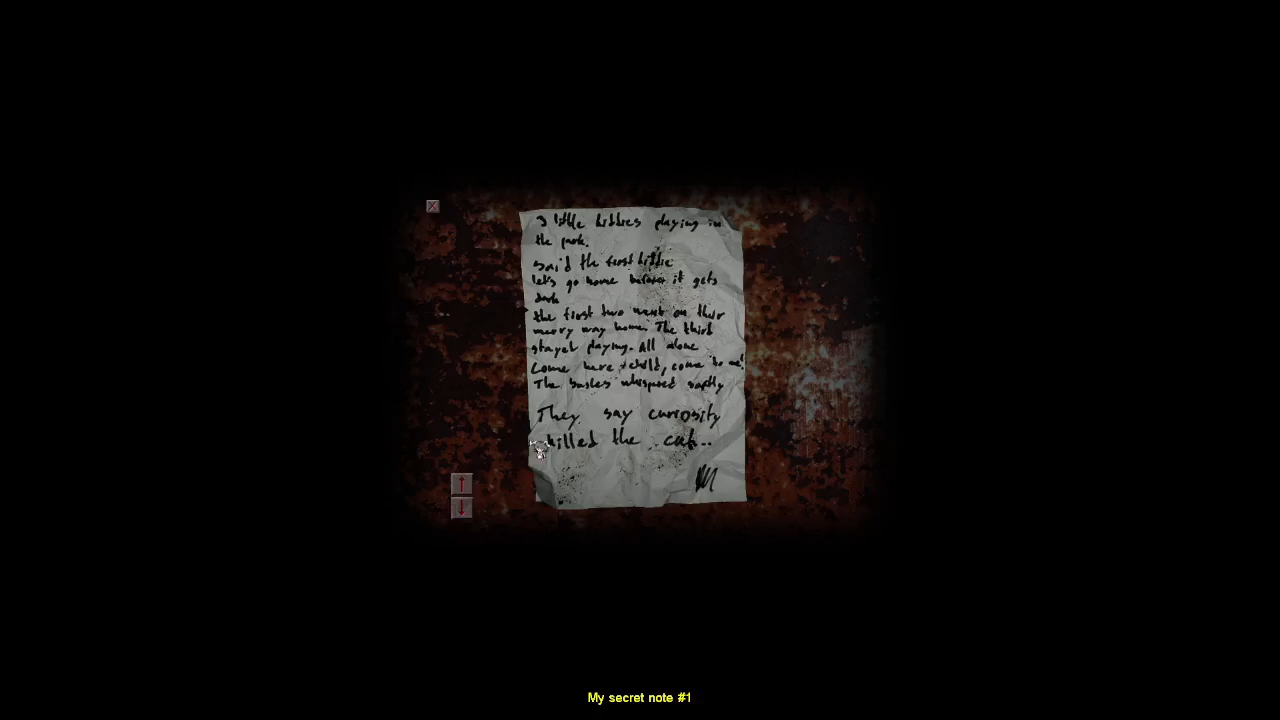 3 little kiddies playing in
the park.
Said the first kiddie
let's go home before it gets
dark
the first two went on their
merry way home. The third
stayed playing. All alone
Come here child, come to me!
The bushes whispered softly
They say curiosity
killed the cat..
My secret note #1
X